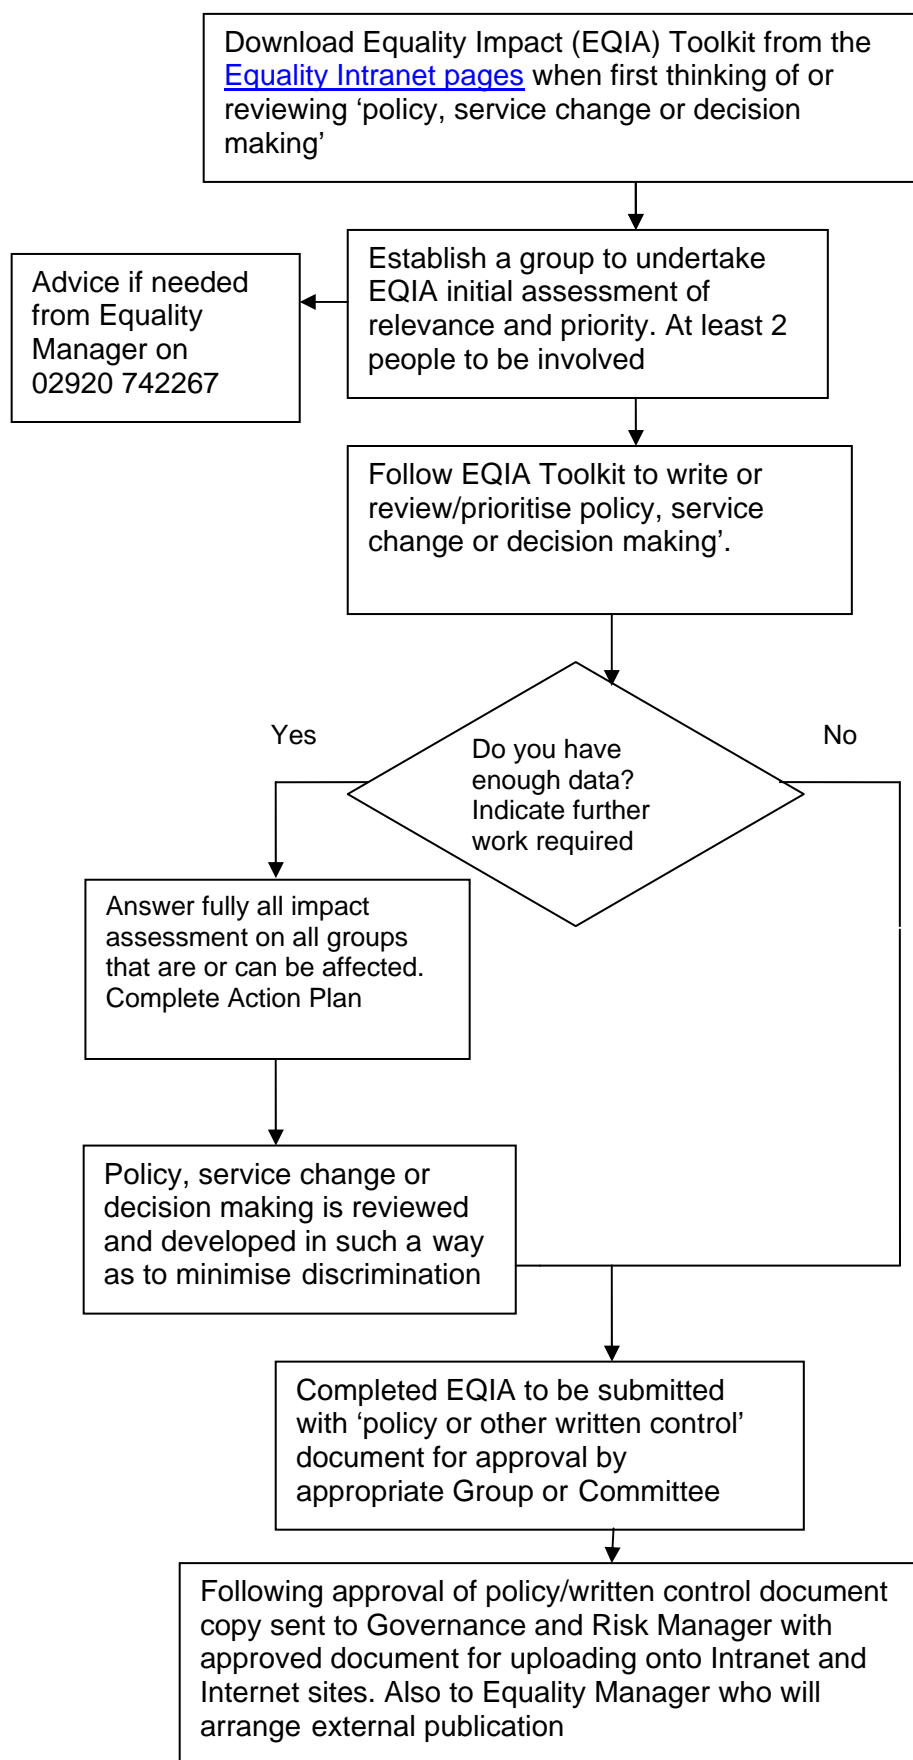 Download Equality Impact (EQIA) Toolkit from the
Equality Intranet pages when first thinking of or
reviewing ‘policy, service change or decision
making’
Advice if needed
from Equality
Manager on
02920 742267
Establish a group to undertake
EQIA initial assessment of
relevance and priority. At least 2
people to be involved
Follow EQIA Toolkit to write or
review/prioritise policy, service
change or decision making’.
Yes
No
Do you have
enough data?
Indicate further
work required
Answer fully all impact
assessment on all groups
that are or can be affected.
Complete Action Plan
Policy, service change or
decision making is reviewed
and developed in such a way
as to minimise discrimination
Completed EQIA to be submitted
with ‘policy or other written control’
document for approval by
appropriate Group or Committee
Following approval of policy/written control document
copy sent to Governance and Risk Manager with
approved document for uploading onto Intranet and
Internet sites. Also to Equality Manager who will
arrange external publication